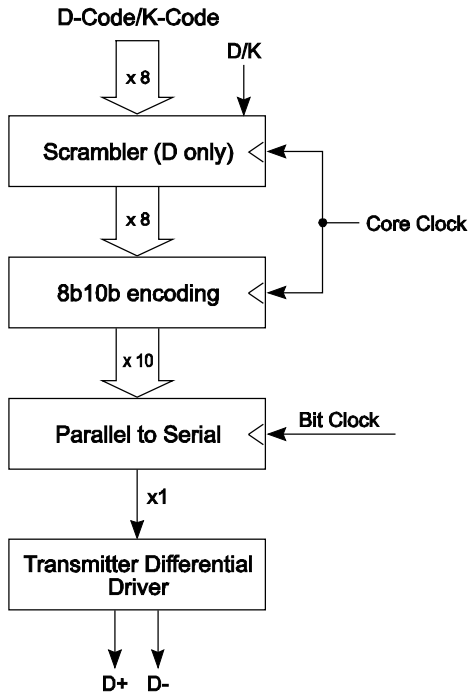 D-Code/K-Code
x 8
D/K
Scrambler (D only)
x 8
Core Clock
8b10b encoding
x 10
Parallel to Serial
Bit Clock
x1
Transmitter Differential
Driver
D+ D-